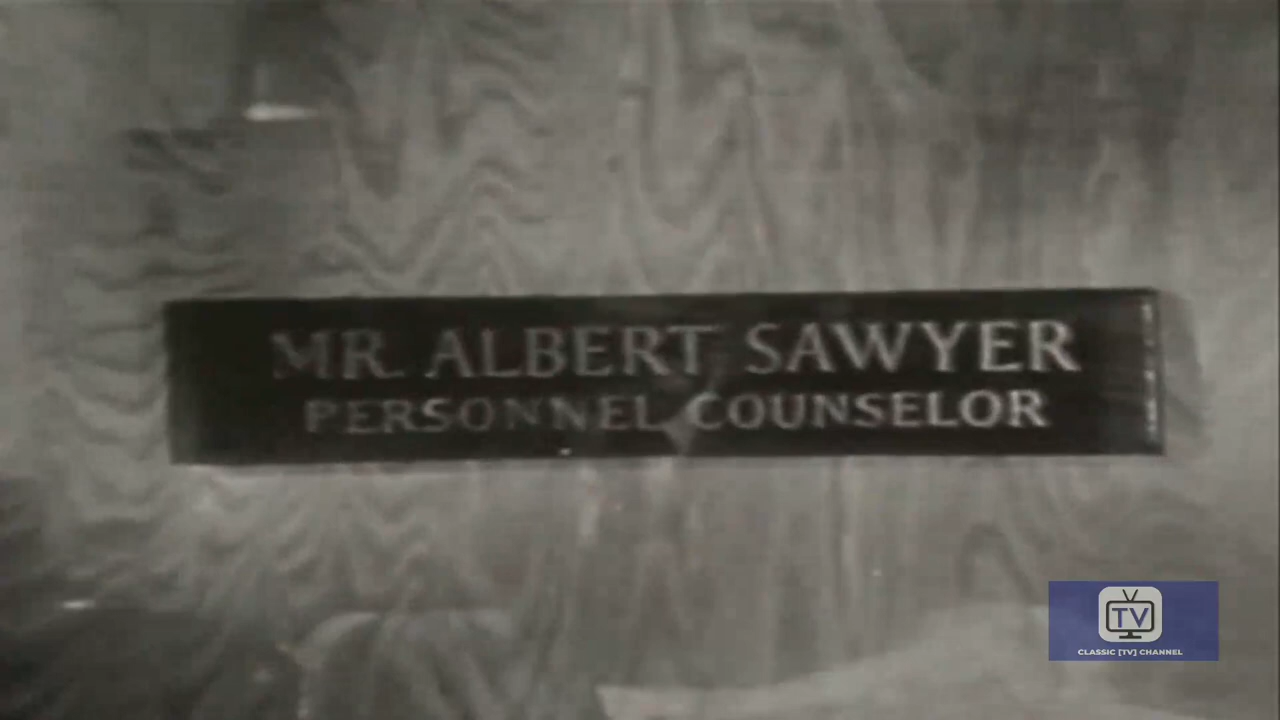 MR. ALBERT SAWYER
PERSONNEL COUNSELOR
TV
CLASSIC [TV] CHANNEL